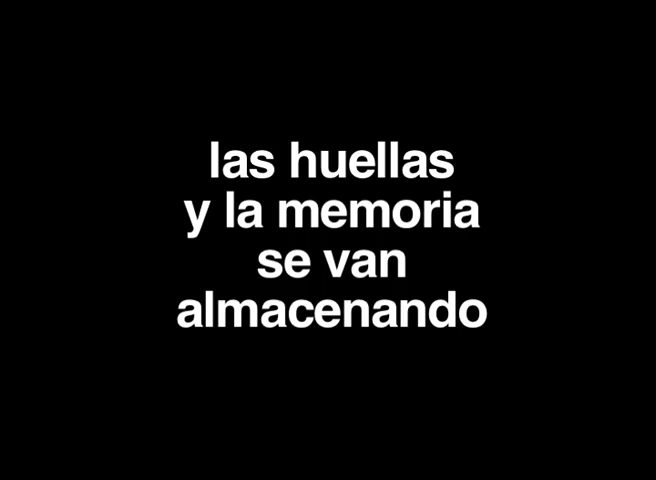 las huellas
y la memoria
se van
almacenando